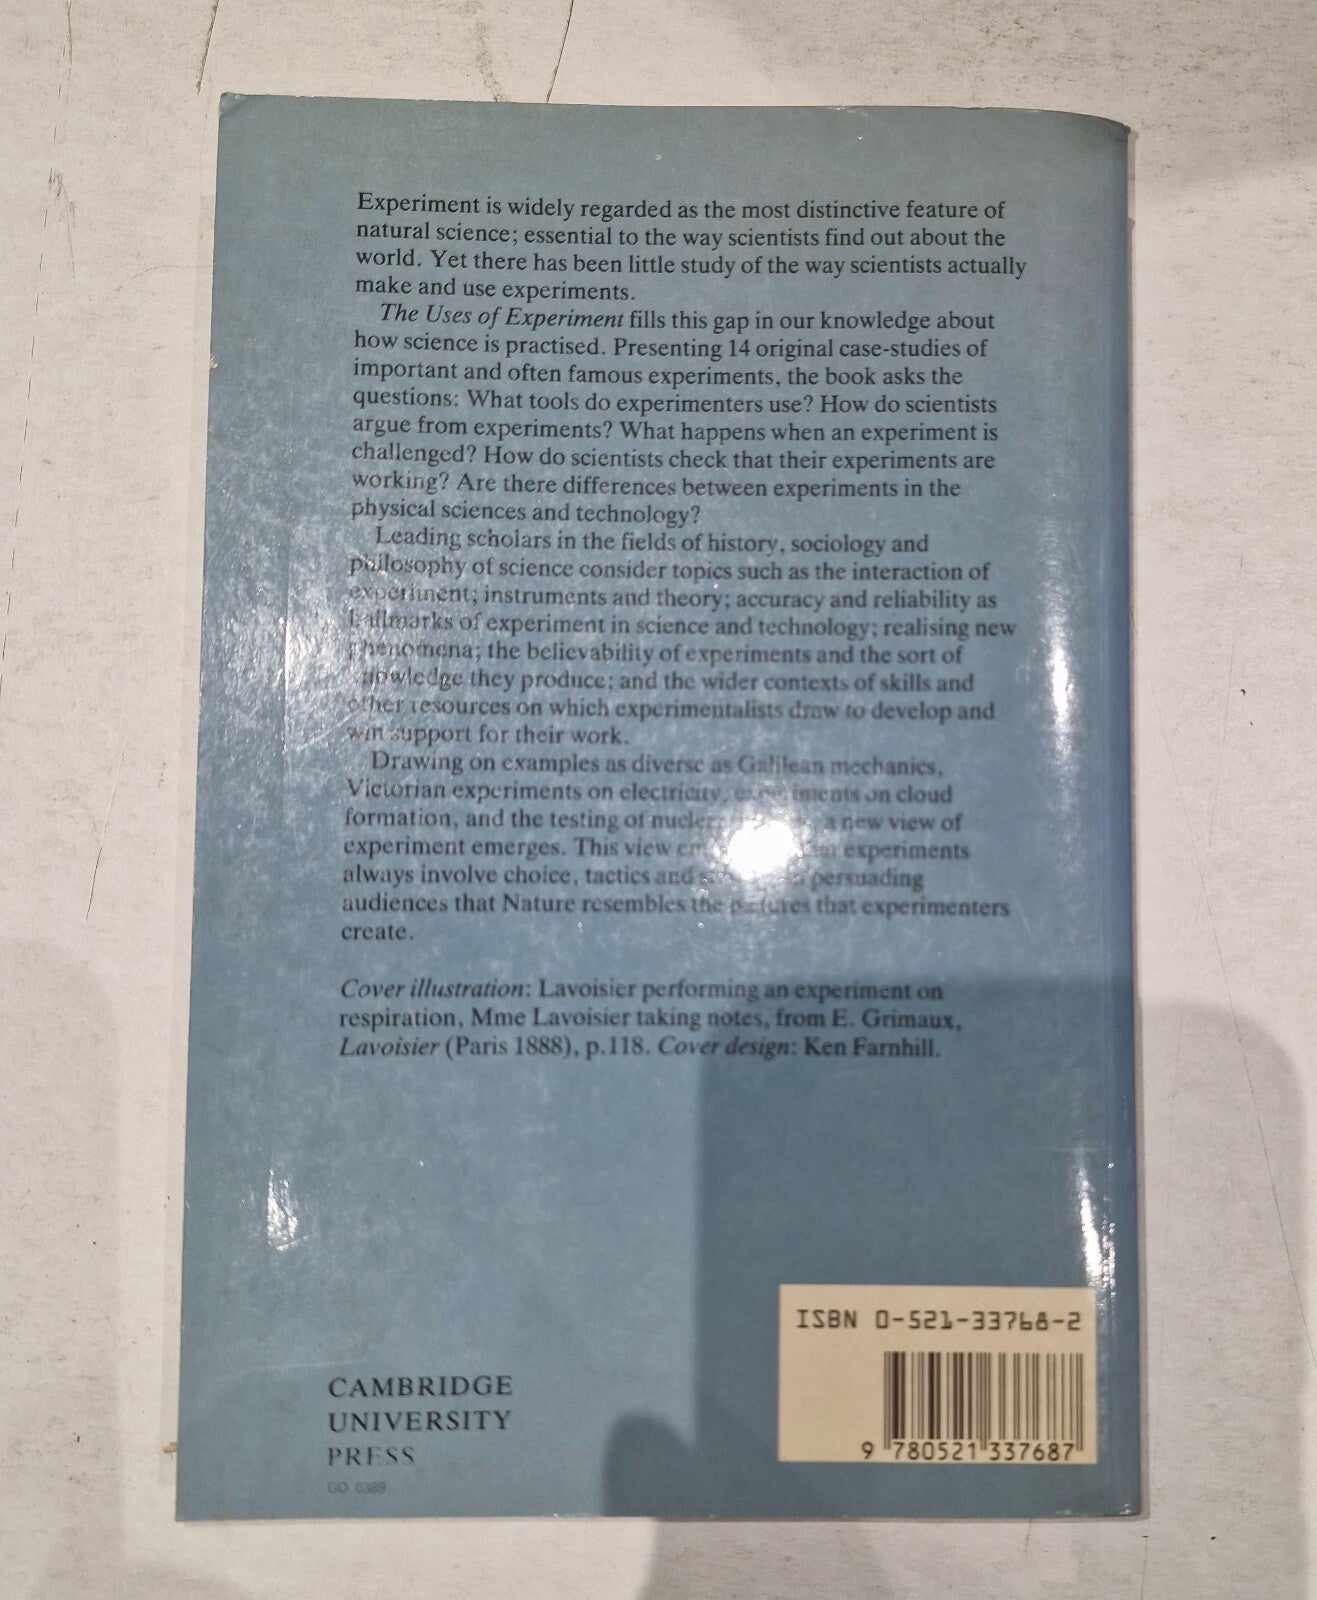 Experiment is widely regarded as the most distinctive feature of
natural science; essential to the way scientists find out about the
world. Yet there has been little study of the way scientists actually
make and use experiments.
The Uses of Experiment fills this gap in our knowledge about
how science is practised. Presenting 14 original case-studies of
important and often famous experiments, the book asks the
questions: What tools do experimenters use? How do scientists
argue from experiments? What happens when an experiment is
challenged? How do scientists check that their experiments are
working? Are there differences between experiments in the
physical sciences and technology?
Leading scholars in the fields of history, sociology and
philosophy of science consider topics such as the interaction of
experiment; instruments and theory; accuracy and reliability as
hallmarks of experiment in science and technology; realising new
phenomena; the believability of experiments and the sort of
knowledge they produce; and the wider contexts of skills and
other resources on which experimentalists draw to develop and
win support for their work.
Drawing on examples as diverse as Galilean mechanics,
Victorian experiments on electricity, experiments on cloud
formation, and the testing of nuclear a new view of
experiment emerges. This view experiments
always involve choice, tactics and persuading
audiences that Nature resembles the pictures that experimenters
create.
Cover illustration: Lavoisier performing an experiment on
respiration, Mme Lavoisier taking notes, from E. Grimaux,
Lavoisier (Paris 1888), p.118. Cover design: Ken Farnhill.
ISBN 0-521-33768-2
9 780521 337687
CAMBRIDGE
UNIVERSITY
PRESS
GO 0389